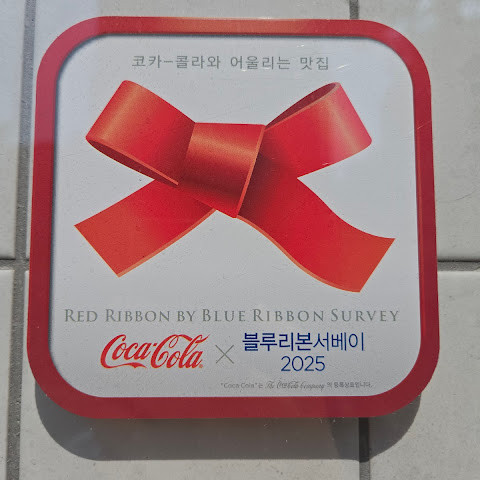 코카-콜라와 어울리는 맛집
RED RIBBON BY BLUE RIBBON SURVEY
Coca-Cola® × 블루리본서베이 2025
"Coca Cola"는 The Coca-Cola Company 의 등록상표입니다.